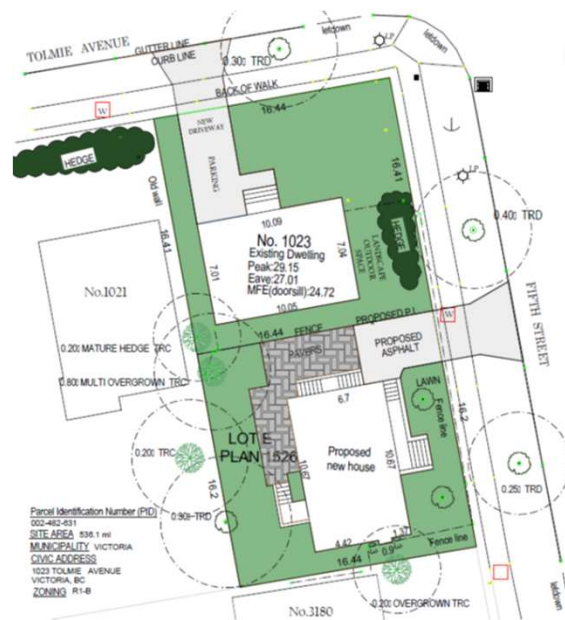 TOLMIE AVENUE
GUTTER LINE
CURB LINE
0.30 TRD
letdown
LP
letdown
W
BACK OF WALK
16.44
NEW
DRIVEWAY
PARKING
HEDGE
Old wall
16.41
16.41
10.09
No. 1023
Existing Dwelling
Peak:29.15
Eave:27.01
MFE(doorsill):24.72
7.01
7.04
10.05
LANDSCAPE
OUTDOOR
SPACE
HEDGE
LP
0.40 TRD
No.1021
FIFTH STREET
W
PROPOSED P.L
16.44 FENCE
PAVERS
PROPOSED
ASPHALT
0.20 MATURE HEDGE TRC
0.80 MULTI OVERGROWN TRC
6.7
LAWN
Fence line
16.2
LOT E
PLAN 1526
Proposed
new house
10.67
10.67
0.20 TRC
16.2
0.90 TRD
0.25 TRD
4.42
1.37
0.9
Fence line
16.44
letdown
0.20 OVERGROWN TRC
No.3180
Parcel Identification Number (PID)
002-482-631
SITE AREA 536.1 m
MUNICIPALITY VICTORIA
CIVIC ADDRESS
1023 TOLMIE AVENUE
VICTORIA, BC
ZONING R1-B